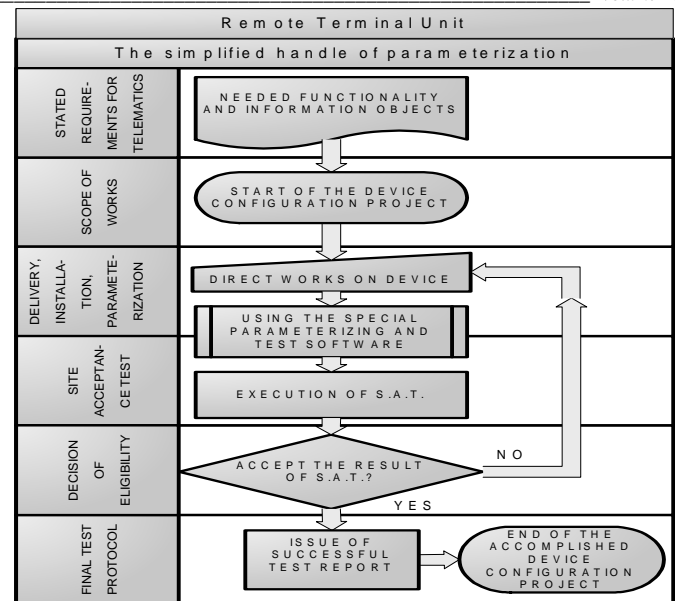 Remote Terminal Unit
The simplified handle of parameterization
STATED
REQUIRE-
MENTS FOR
TELEMATICS
NEEDED FUNCTIONALITY
AND INFORMATION OBJECTS
SCOPE OF
WORKS
START OF THE DEVICE
CONFIGURATION PROJECT
DELIVERY,
INSTALLA-
TION,
PARAMETE-
RIZATION
DIRECT WORKS ON DEVICE
USING THE SPECIAL
PARAMETERIZING AND
TEST SOFTWARE
SITE
ACCEPTAN-
CE TEST
EXECUTION OF S.A.T.
DECISION
OF
ELIGIBILITY
ACCEPT THE RESULT
OF S.A.T.?
NO
YES
FINAL TEST
PROTOCOL
ISSUE OF
SUCCESSFUL
TEST REPORT
END OF THE
ACCOMPLISHED
DEVICE
CONFIGURATION
PROJECT